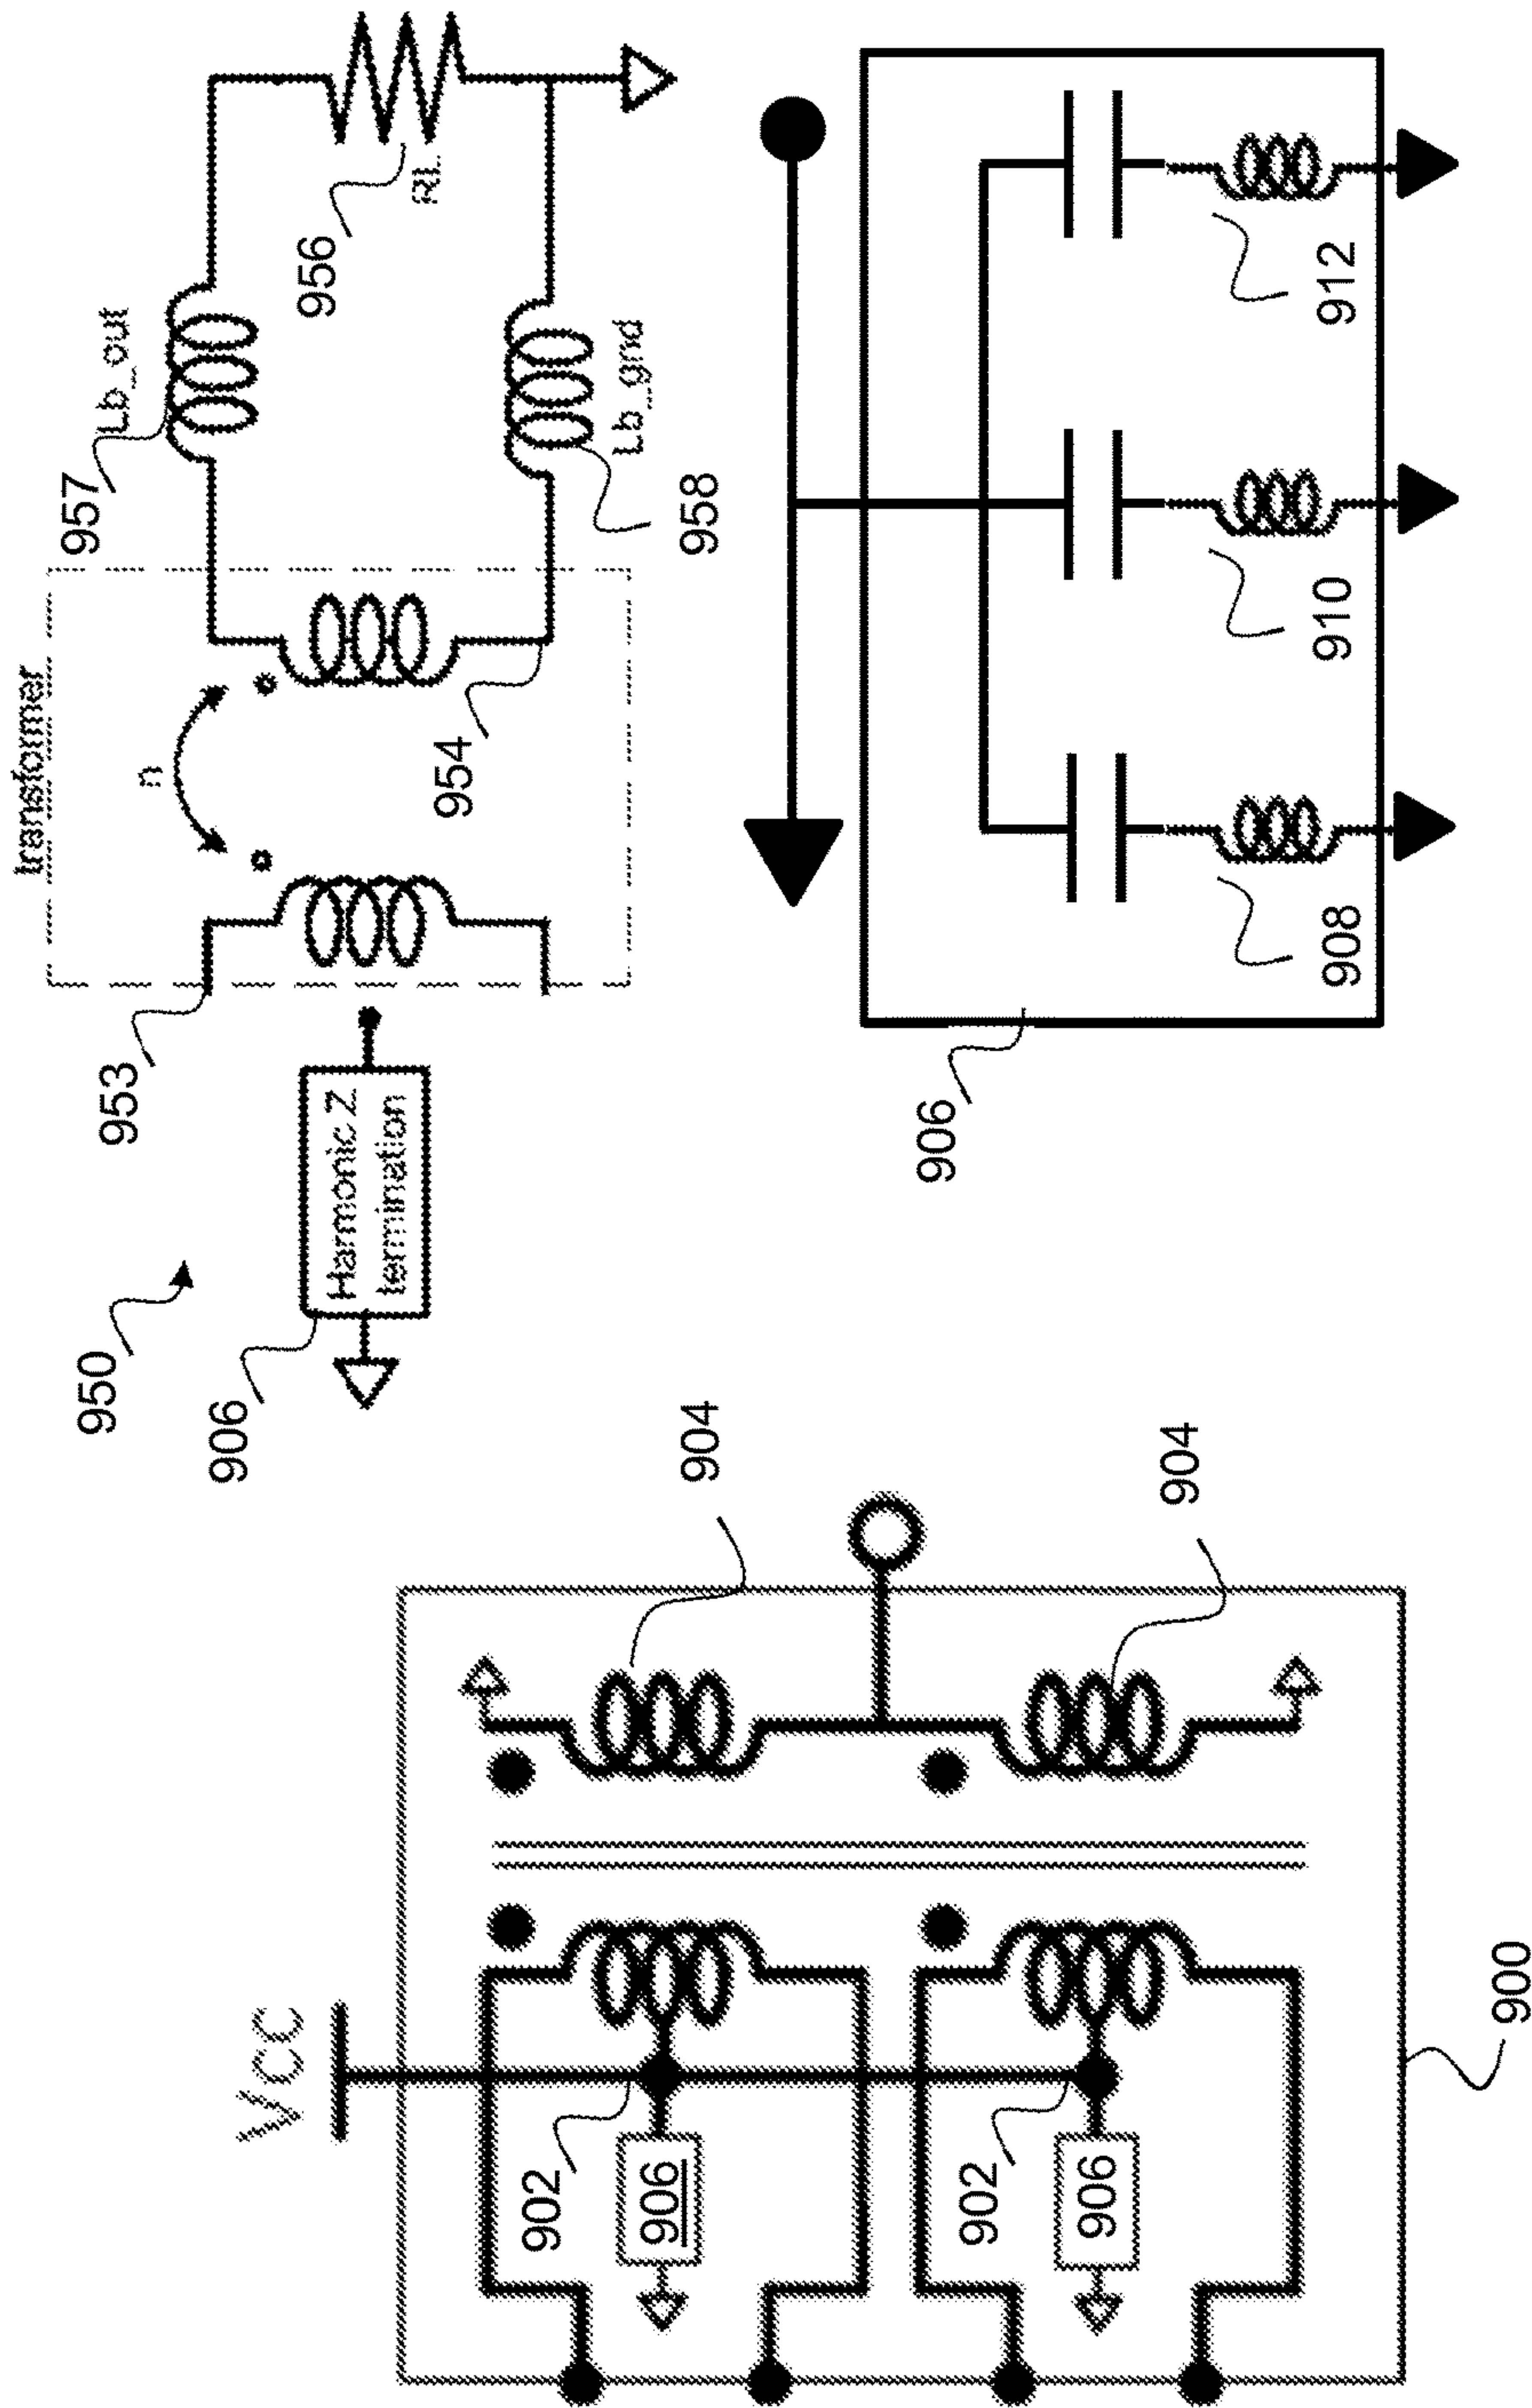 Vcc
902
906
902
906
904
904
900
950
906
Harmonic Z
termination
953
transformer
n
954
957
Lb_out
956
RL
Lb_gnd
958
906
908
910
912